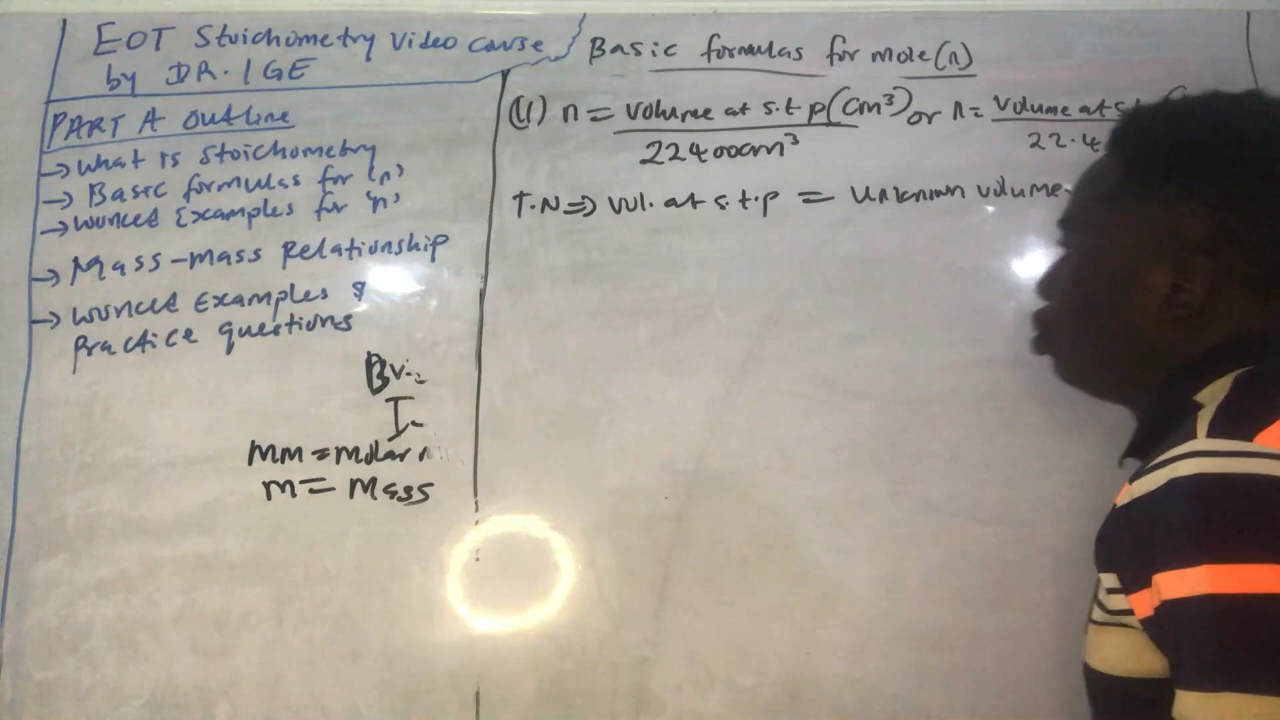 EOT Stoichometry Video Course
by DR. IGE
PART A Outline
→ What is Stoichometry
→ Basic formulas for 'n'
→ Worked Examples for 'n'
→ Mass-mass Relationship
→ Worked Examples &
Practice questions
mm = molar
m = Mass
Basic formulas for mole (n)
(ii) n = Volume at s.t.p (cm³) or n = Volume at s.t
22400cm³ 22.4
T.N ⇒ Vol. at s.t.p = Unknown volume